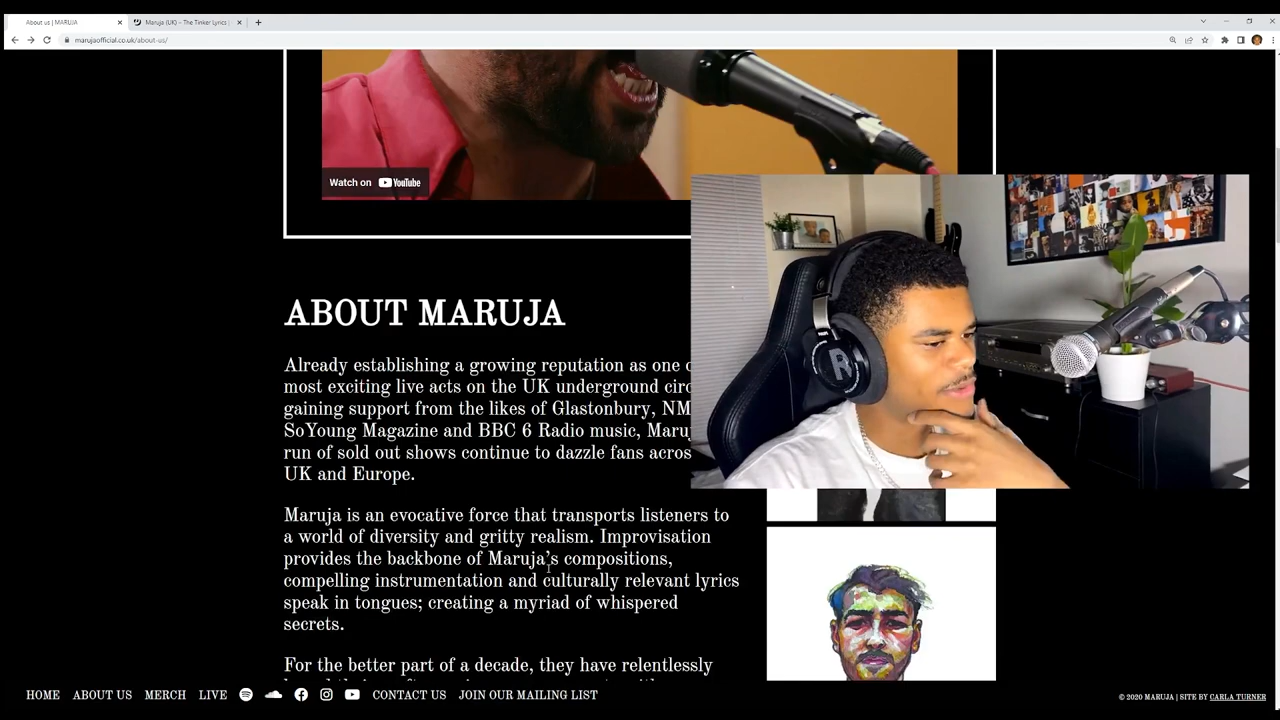 About us | MARUJA
Maruja (UK) – The Tinker Lyrics |
marujaofficial.co.uk/about-us/
Watch on YouTube
ABOUT MARUJA
Already establishing a growing reputation as one
most exciting live acts on the UK underground
gaining support from the likes of Glastonbury,
SoYoung Magazine and BBC 6 Radio music,
run of sold out shows continue to dazzle fans
UK and Europe.
Maruja is an evocative force that transports listeners to
a world of diversity and gritty realism. Improvisation
provides the backbone of Maruja's compositions,
compelling instrumentation and culturally relevant lyrics
speak in tongues; creating a myriad of whispered
secrets.
For the better part of a decade, they have relentlessly
HOME ABOUT US MERCH LIVE CONTACT US JOIN OUR MAILING LIST
© 2020 MARUJA | SITE BY CARLA TURNER
R